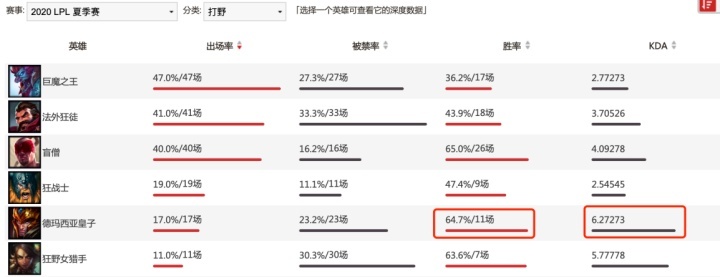 赛事: 2020 LPL 夏季赛 分类: 打野 「选择一个英雄可查看它的深度数据」
英雄 出场率 被禁率 胜率 KDA
巨魔之王 47.0%/47场 27.3%/27场 36.2%/17场 2.77273
法外狂徒 41.0%/41场 33.3%/33场 43.9%/18场 3.70526
盲僧 40.0%/40场 16.2%/16场 65.0%/26场 4.09278
狂战士 19.0%/19场 11.1%/11场 47.4%/9场 2.54545
德玛西亚皇子 17.0%/17场 23.2%/23场 64.7%/11场 6.27273
狂野女猎手 11.0%/11场 30.3%/30场 63.6%/7场 5.77778